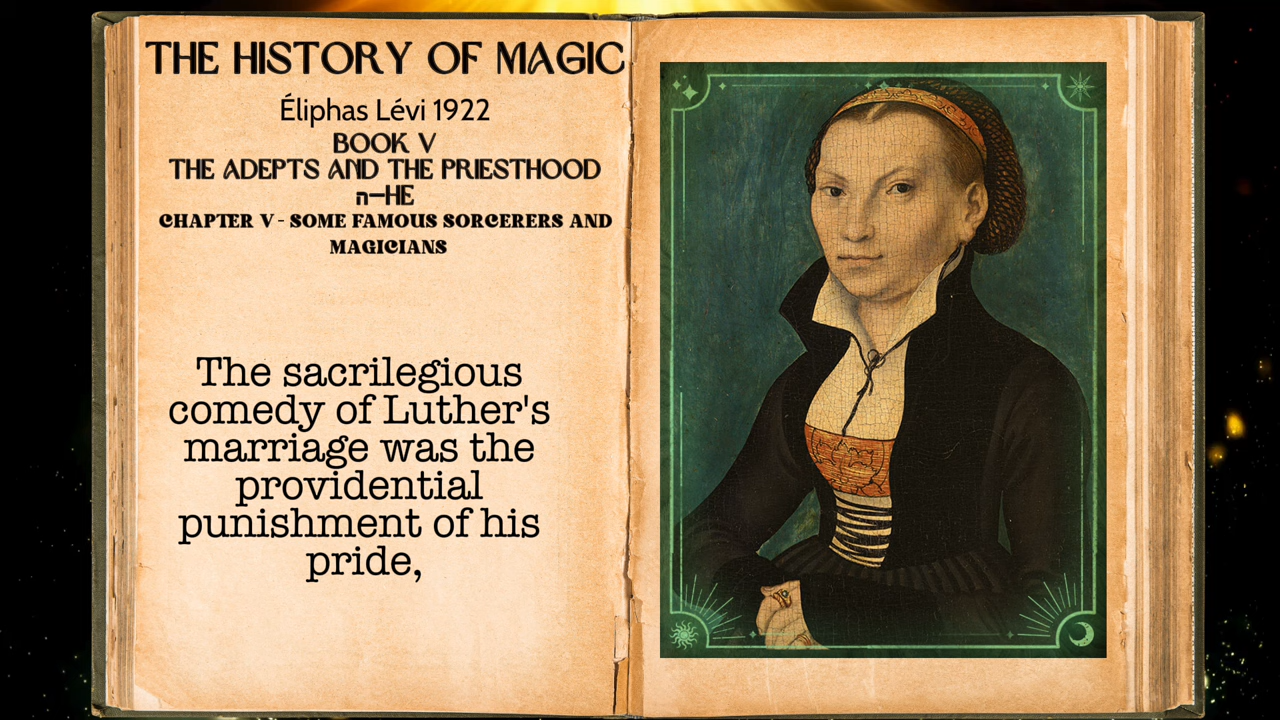 THE HISTORY OF MAGIC
Éliphas Lévi 1922
BOOK V
THE ADEPTS AND THE PRIESTHOOD
ח—HE
CHAPTER V - SOME FAMOUS SORCERERS AND
MAGICIANS
The sacrilegious
comedy of Luther's
marriage was the
providential
punishment of his
pride,